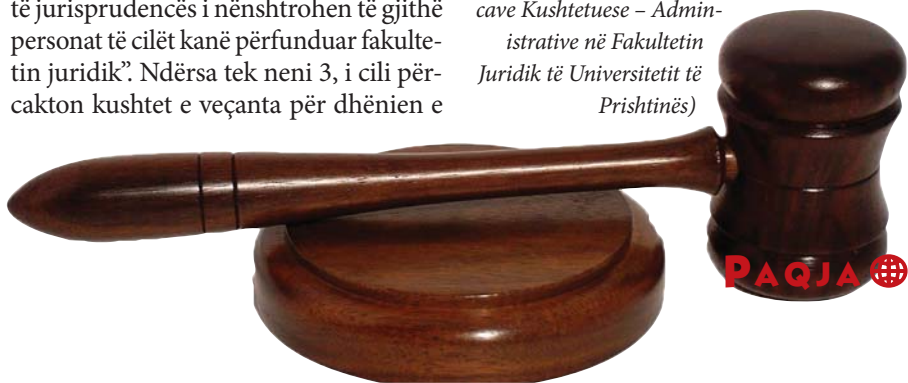 të jurisprudencës i nënshtrohen të gjithë
personat të cilët kanë përfunduar fakulte-
tin juridik”. Ndërsa tek neni 3, i cili për-
cakton kushtet e veçanta për dhënien e
cave Kushtetuese – Admin-
istrative në Fakultetin
Juridik të Universitetit të
Prishtinës)
PAQJA